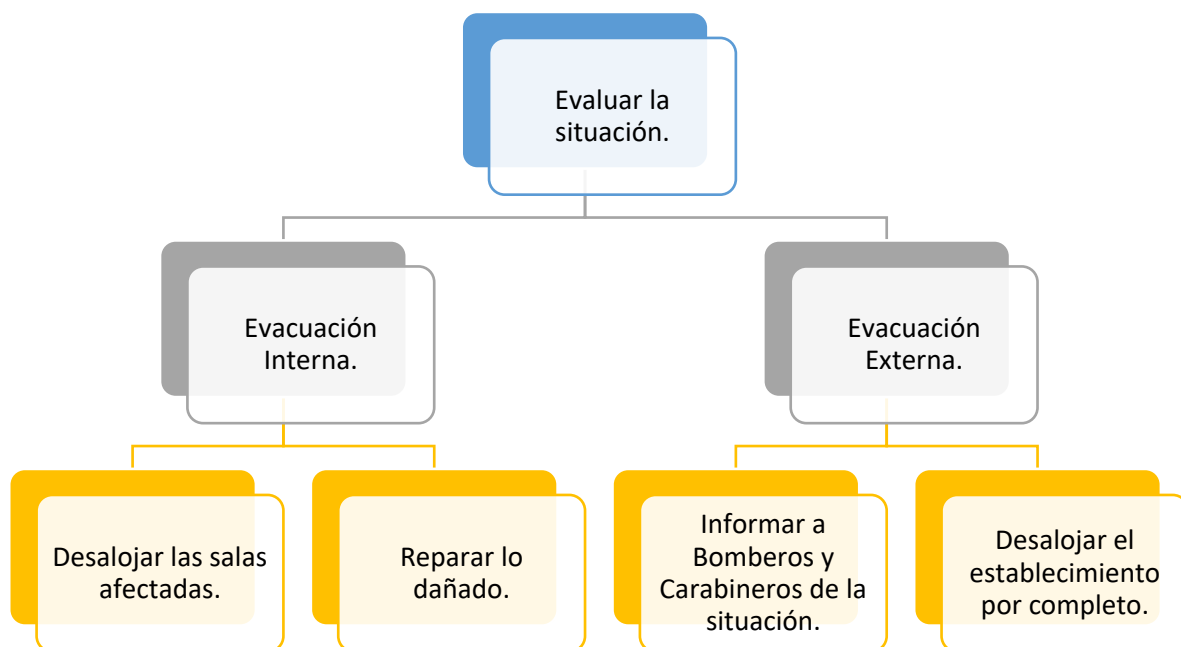 Evaluar la
situación.
Evacuación
Interna.
Evacuación
Externa.
Desalojar las salas
afectadas.
Reparar lo
dañado.
Informar a
Bomberos y
Carabineros de la
situación.
Desalojar el
establecimiento
por completo.